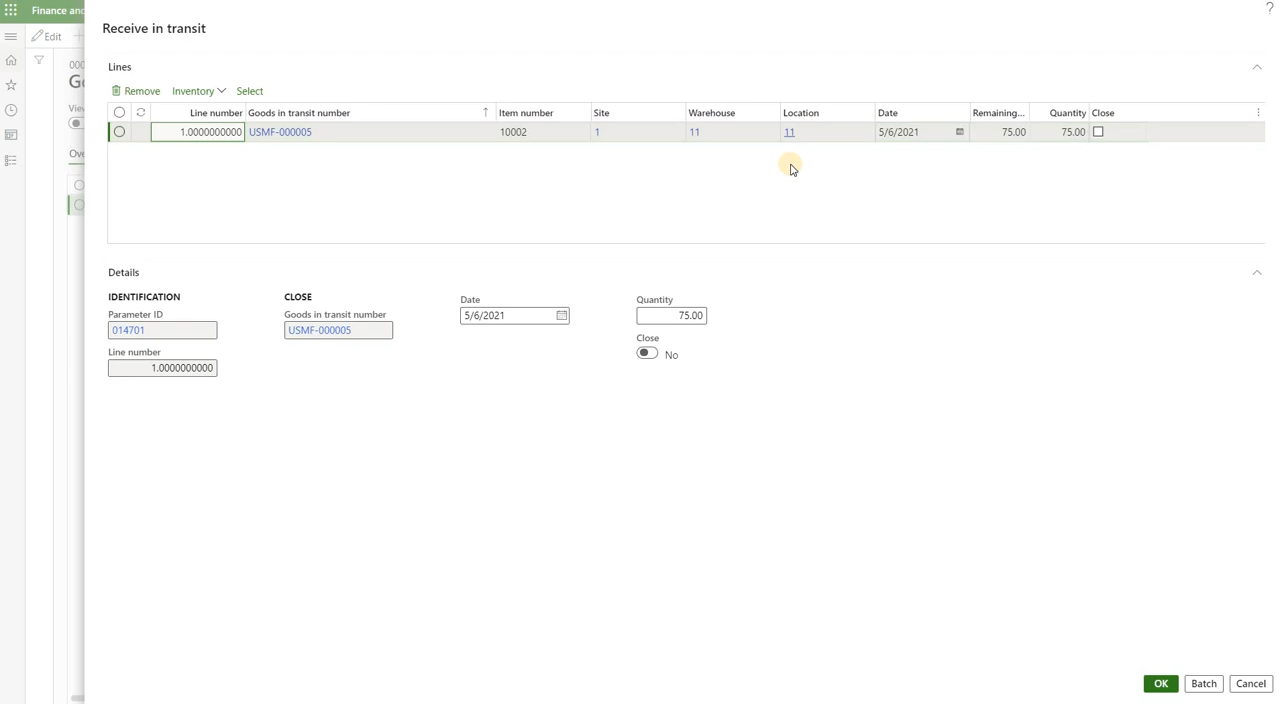 Finance and
?
Receive in transit
Edit
Lines
Remove Inventory Select
Line number Goods in transit number Item number Site Warehouse Location Date Remaining... Quantity Close
1.0000000000 USMF-000005 10002 1 11 11 5/6/2021 75.00 75.00
Details
IDENTIFICATION CLOSE Date Quantity
Parameter ID Goods in transit number 5/6/2021 75.00
014701 USMF-000005 Close
Line number No
1.0000000000
OK Batch Cancel